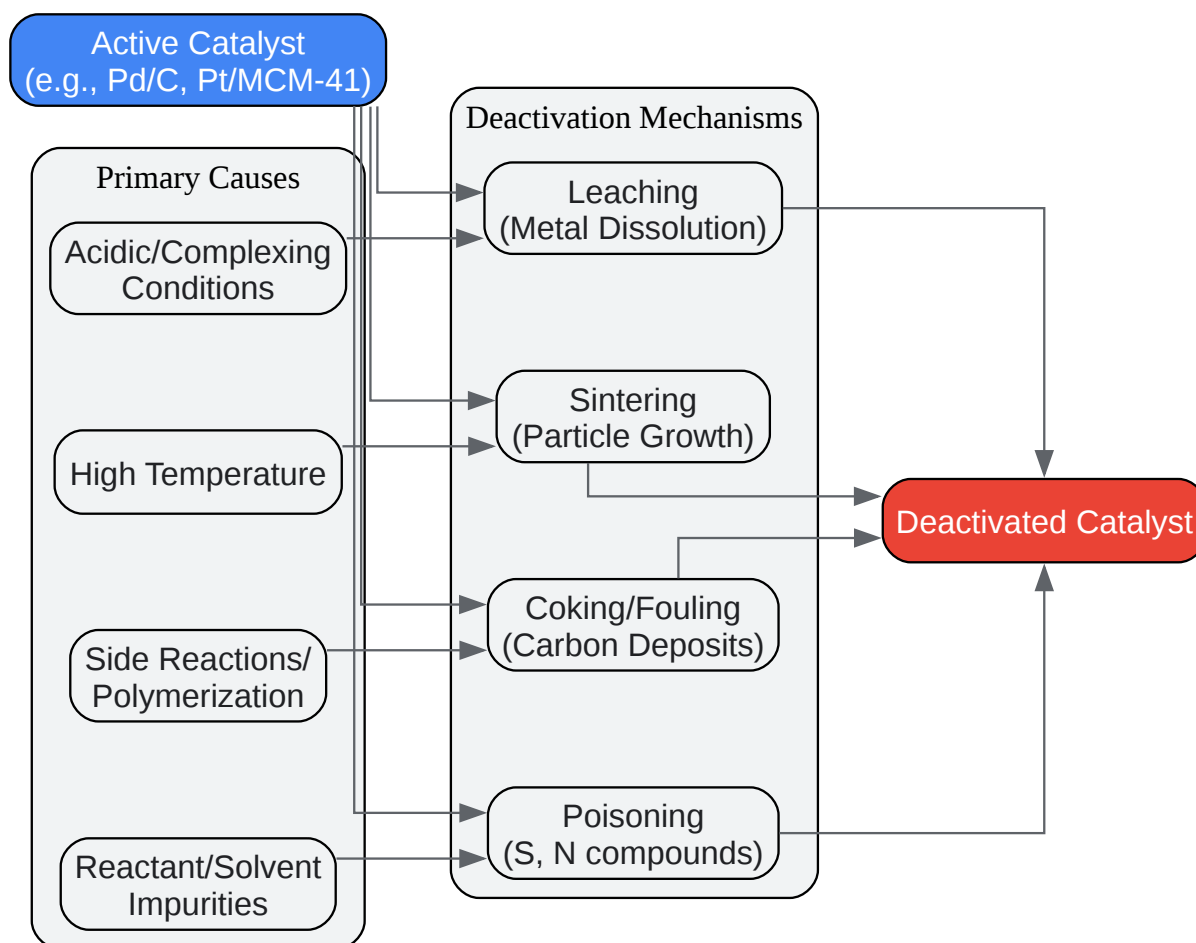 Active Catalyst
(e.g., Pd/C, Pt/MCM-41)
Primary Causes
Acidic/Complexing
Conditions
High Temperature
Side Reactions/
Polymerization
Reactant/Solvent
Impurities
Deactivation Mechanisms
Leaching
(Metal Dissolution)
Sintering
(Particle Growth)
Coking/Fouling
(Carbon Deposits)
Poisoning
(S, N compounds)
Deactivated Catalyst